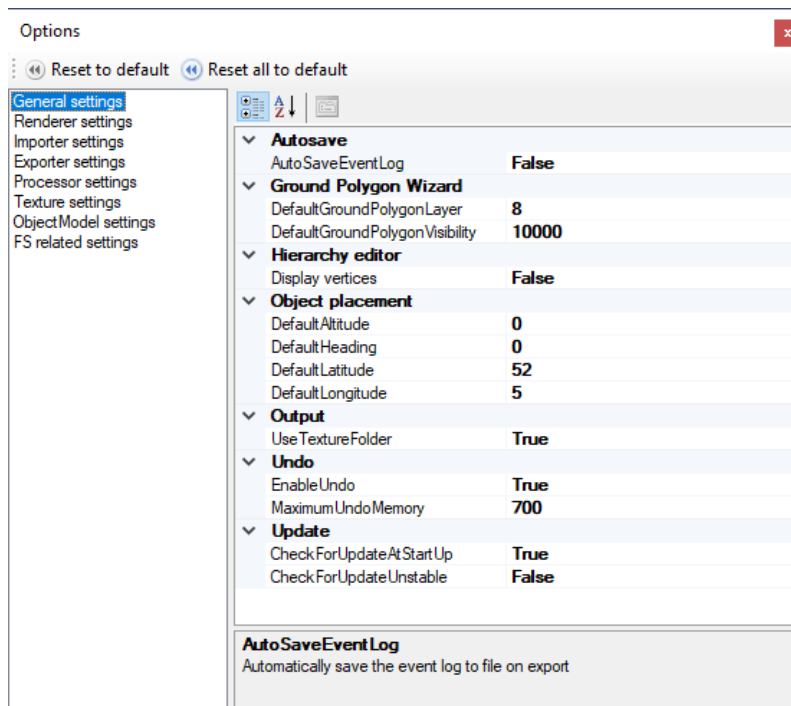 Options
x
Reset to default Reset all to default
General settings
Renderer settings
Importer settings
Exporter settings
Processor settings
Texture settings
ObjectModel settings
FS related settings
A
Z
Autosave
AutoSaveEventLog False
Ground Polygon Wizard
DefaultGroundPolygonLayer 8
DefaultGroundPolygonVisibility 10000
Hierarchy editor
Display vertices False
Object placement
DefaultAltitude 0
DefaultHeading 0
DefaultLatitude 52
DefaultLongitude 5
Output
UseTextureFolder True
Undo
EnableUndo True
MaximumUndoMemory 700
Update
CheckForUpdateAtStartUp True
CheckForUpdateUnstable False
AutoSaveEventLog
Automatically save the event log to file on export